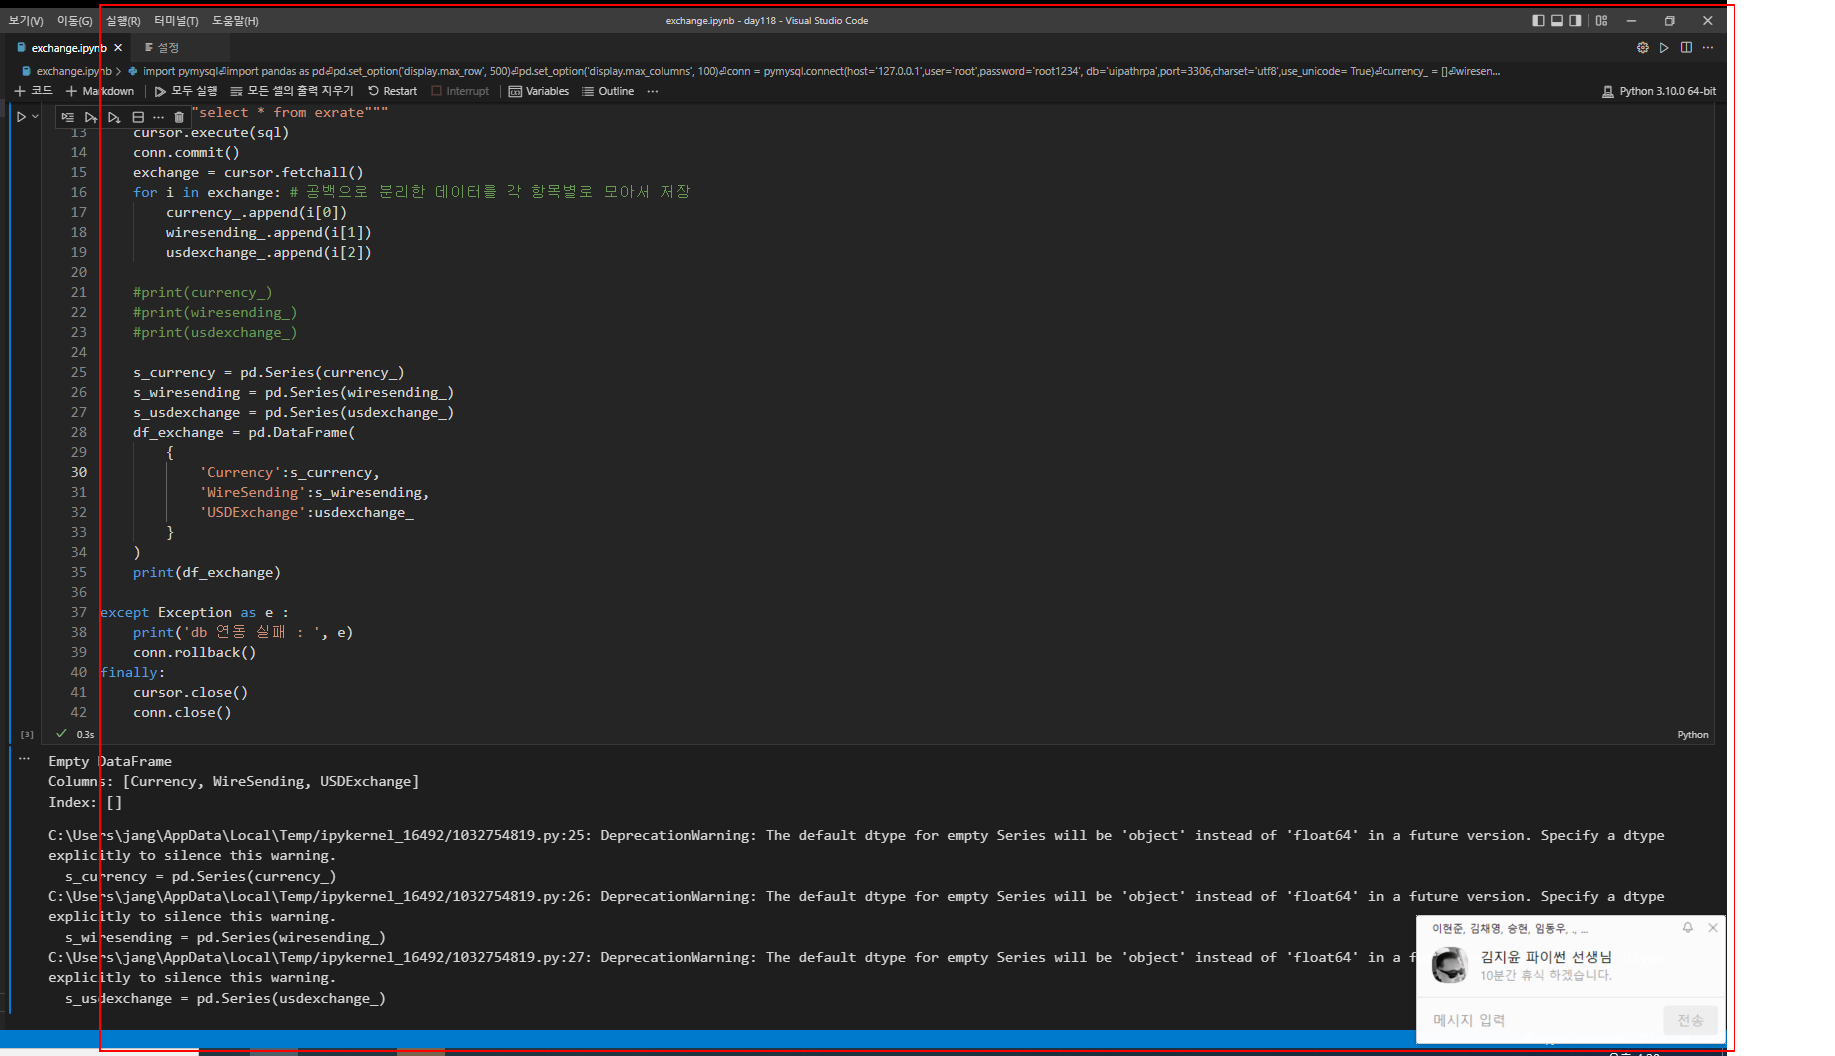 보기(V) 이동(G) 실행(R) 터미널(T) 도움말(H)
exchange.ipynb - day118 - Visual Studio Code
exchange.ipynb
설정
exchange.ipynb > import pymysql⏎import pandas as pd⏎pd.set_option('display.max_row', 500)⏎pd.set_option('display.max_columns', 100)⏎conn = pymysql.connect(host='127.0.0.1',user='root',password='root1234', db='uipathrpa',port=3306,charset='utf8',use_unicode= True)⏎currency_ = []⏎wiresen...
+ 코드 + Markdown 모두 실행 모든 셀의 출력 지우기 Restart Interrupt Variables Outline ...
Python 3.10.0 64-bit
"select * from exrate"""
13 cursor.execute(sql)
14 conn.commit()
15 exchange = cursor.fetchall()
16 for i in exchange: # 공백으로 분리한 데이터를 각 항목별로 모아서 저장
17 currency_.append(i[0])
18 wiresending_.append(i[1])
19 usdexchange_.append(i[2])
20
21 #print(currency_)
22 #print(wiresending_)
23 #print(usdexchange_)
24
25 s_currency = pd.Series(currency_)
26 s_wiresending = pd.Series(wiresending_)
27 s_usdexchange = pd.Series(usdexchange_)
28 df_exchange = pd.DataFrame(
29 {
30 'Currency':s_currency,
31 'WireSending':s_wiresending,
32 'USDExchange':usdexchange_
33 }
34 )
35 print(df_exchange)
36
37 except Exception as e :
38 print('db 연동 실패 : ', e)
39 conn.rollback()
40 finally:
41 cursor.close()
42 conn.close()
[3] 0.3s
Python
Empty DataFrame
Columns: [Currency, WireSending, USDExchange]
Index: []
C:\Users\jang\AppData\Local\Temp/ipykernel_16492/1032754819.py:25: DeprecationWarning: The default dtype for empty Series will be 'object' instead of 'float64' in a future version. Specify a dtype
explicitly to silence this warning.
s_currency = pd.Series(currency_)
C:\Users\jang\AppData\Local\Temp/ipykernel_16492/1032754819.py:26: DeprecationWarning: The default dtype for empty Series will be 'object' instead of 'float64' in a future version. Specify a dtype
explicitly to silence this warning.
s_wiresending = pd.Series(wiresending_)
C:\Users\jang\AppData\Local\Temp/ipykernel_16492/1032754819.py:27: DeprecationWarning: The default dtype for empty Series will be 'object' instead of 'float64' in a f
explicitly to silence this warning.
s_usdexchange = pd.Series(usdexchange_)
이현준, 김채영, 승현, 임동우, ., ...
김지윤 파이썬 선생님
10분간 휴식 하겠습니다.
메시지 입력
전송